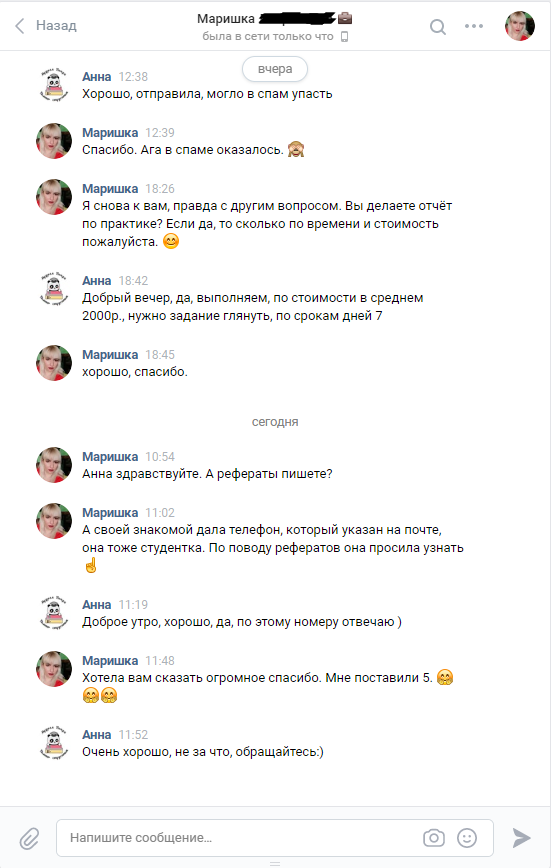 Назад
Маришка
была в сети только что
вчера
Анна 12:38
Хорошо, отправила, могло в спам упасть
Маришка 12:39
Спасибо. Ага в спаме оказалось. 🙈
Маришка 18:26
Я снова к вам, правда с другим вопросом. Вы делаете отчёт
по практике? Если да, то сколько по времени и стоимость
пожалуйста. 😊
Анна 18:42
Добрый вечер, да, выполняем, по стоимости в среднем
2000р., нужно задание глянуть, по срокам дней 7
Маришка 18:45
хорошо, спасибо.
сегодня
Маришка 10:54
Анна здравствуйте. А рефераты пишете?
Маришка 11:02
А своей знакомой дала телефон, который указан на почте,
она тоже студентка. По поводу рефератов она просила узнать
☝
Анна 11:19
Доброе утро, хорошо, да, по этому номеру отвечаю )
Маришка 11:48
Хотела вам сказать огромное спасибо. Мне поставили 5. 🤗
🤗🤗
Анна 11:52
Очень хорошо, не за что, обращайтесь:)
Напишите сообщение...